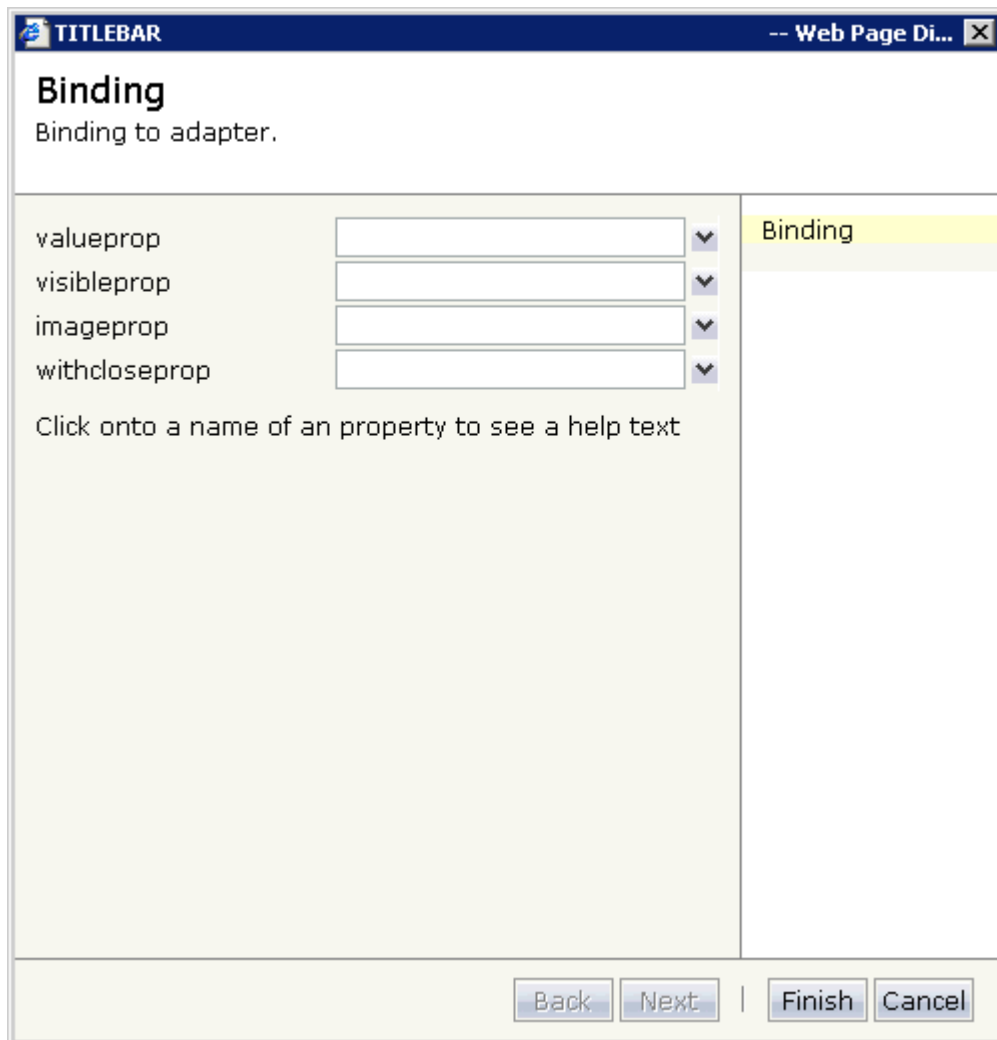 TITLEBAR -- Web Page Di...
Binding
Binding to adapter.
valueprop
Binding
visibleprop
imageprop
withcloseprop
Click onto a name of an property to see a help text
Back Next | Finish Cancel